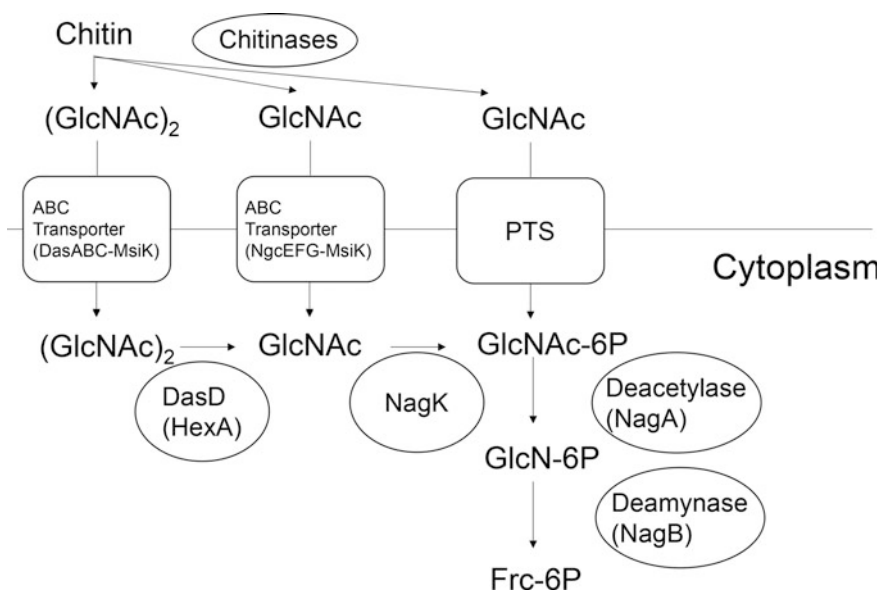 Chitin
Chitinases
(GlcNAc)2
GlcNAc
GlcNAc
ABC
Transporter
(DasABC-MsiK)
ABC
Transporter
(NgcEFG-MsiK)
PTS
Cytoplasm
(GlcNAc)2
GlcNAc
GlcNAc-6P
DasD
(HexA)
NagK
Deacetylase
(NagA)
GlcN-6P
Deamynase
(NagB)
Frc-6P